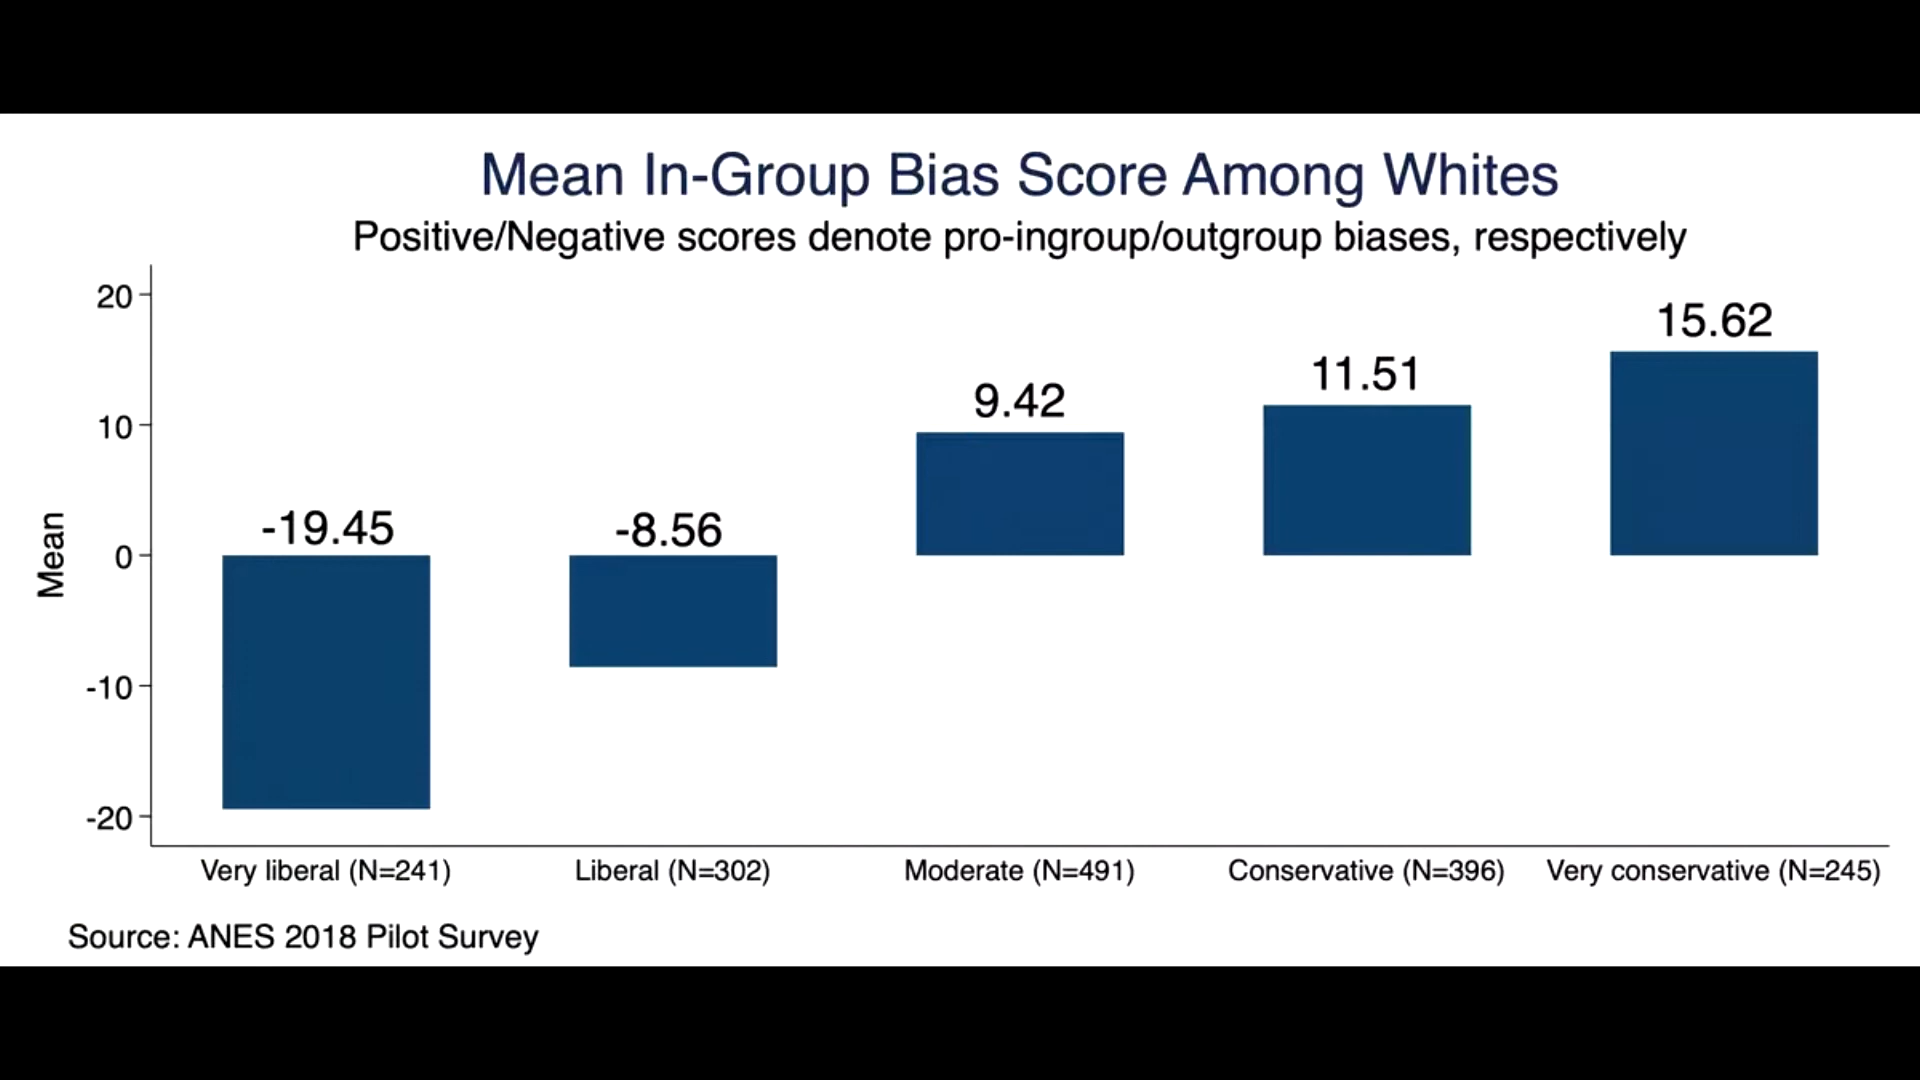 Mean In-Group Bias Score Among Whites
Positive/Negative scores denote pro-ingroup/outgroup biases, respectively
20
10
0
-10
-20
Mean
-19.45
-8.56
9.42
11.51
15.62
Very liberal (N=241)
Liberal (N=302)
Moderate (N=491)
Conservative (N=396)
Very conservative (N=245)
Source: ANES 2018 Pilot Survey